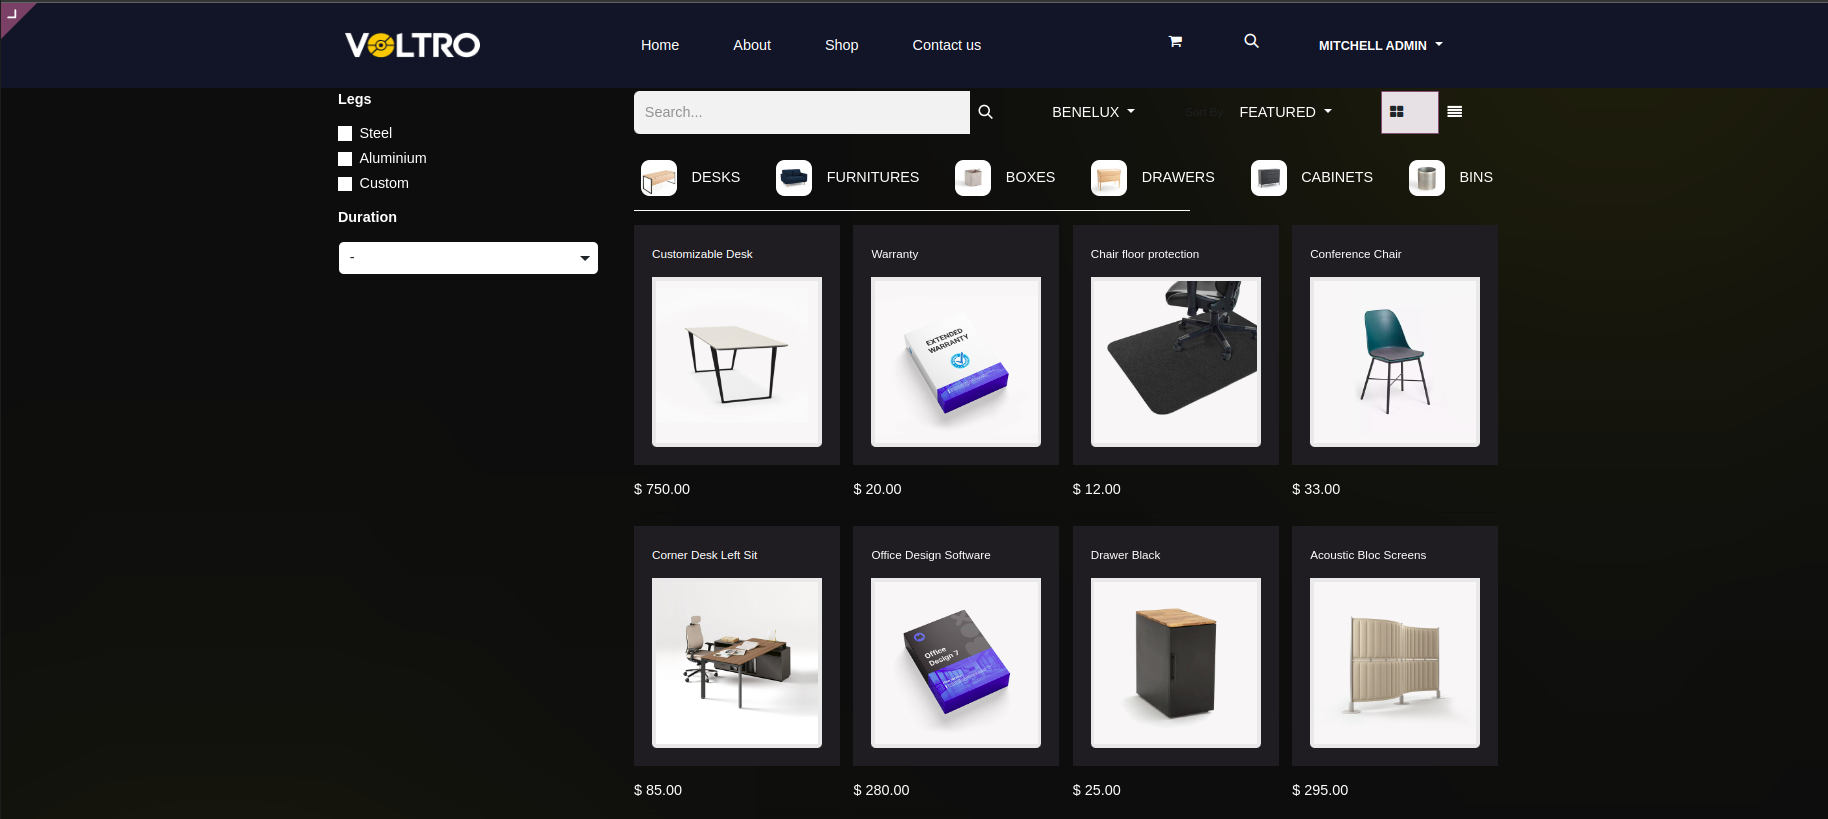 VOLTRO
Home
About
Shop
Contact us
MITCHELL ADMIN
Legs
Steel
Aluminium
Custom
Duration
-
Search...
BENELUX
Sort By
FEATURED
DESKS
FURNITURES
BOXES
DRAWERS
CABINETS
BINS
Customizable Desk
$ 750.00
Warranty
EXTENDED
WARRANTY
$ 20.00
Chair floor protection
$ 12.00
Conference Chair
$ 33.00
Corner Desk Left Sit
$ 85.00
Office Design Software
Office
Design 7
$ 280.00
Drawer Black
$ 25.00
Acoustic Bloc Screens
$ 295.00